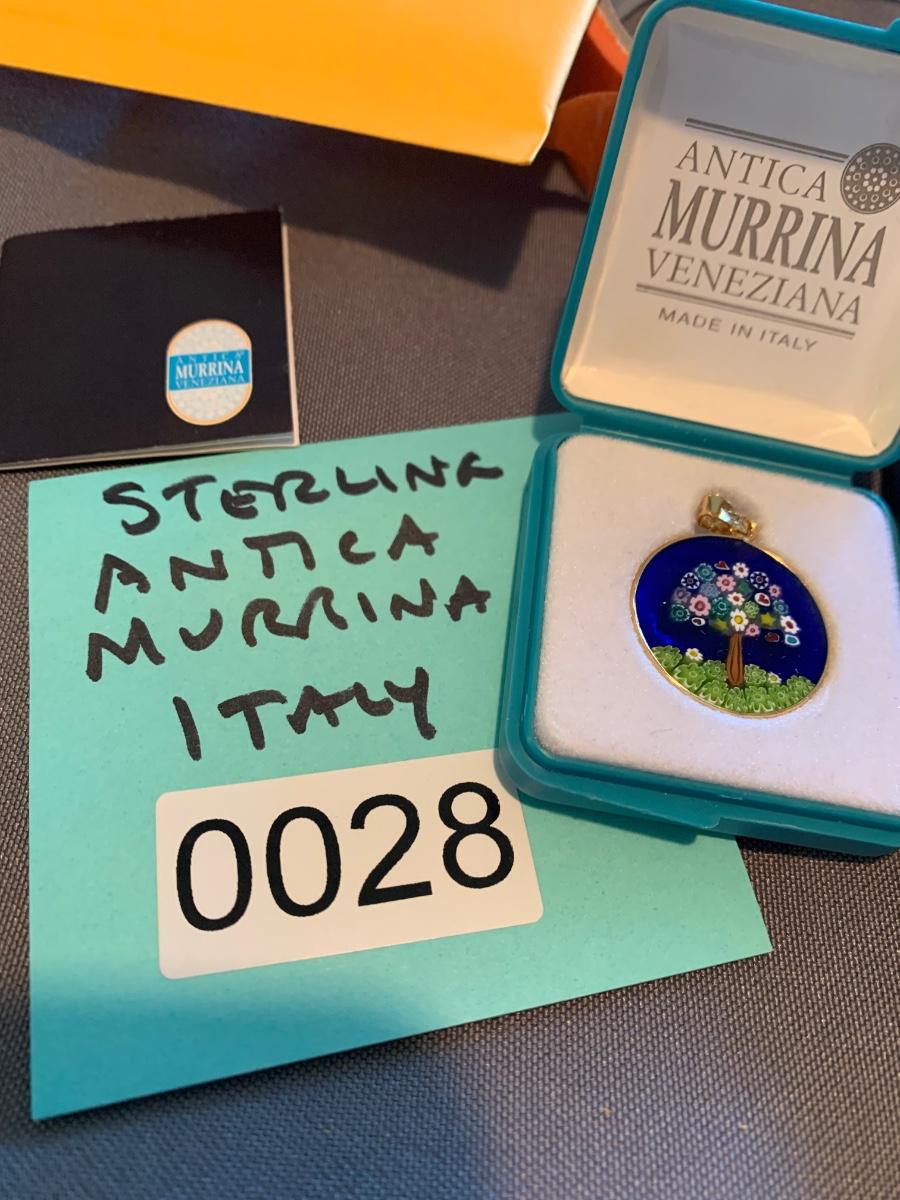 ANTICA
MURRINA
VENEZIANA
MADE IN ITALY
ANTICA
MURRINA
VENEZIANA
STERLING
ANTICA
MURRINA
ITALY
0028